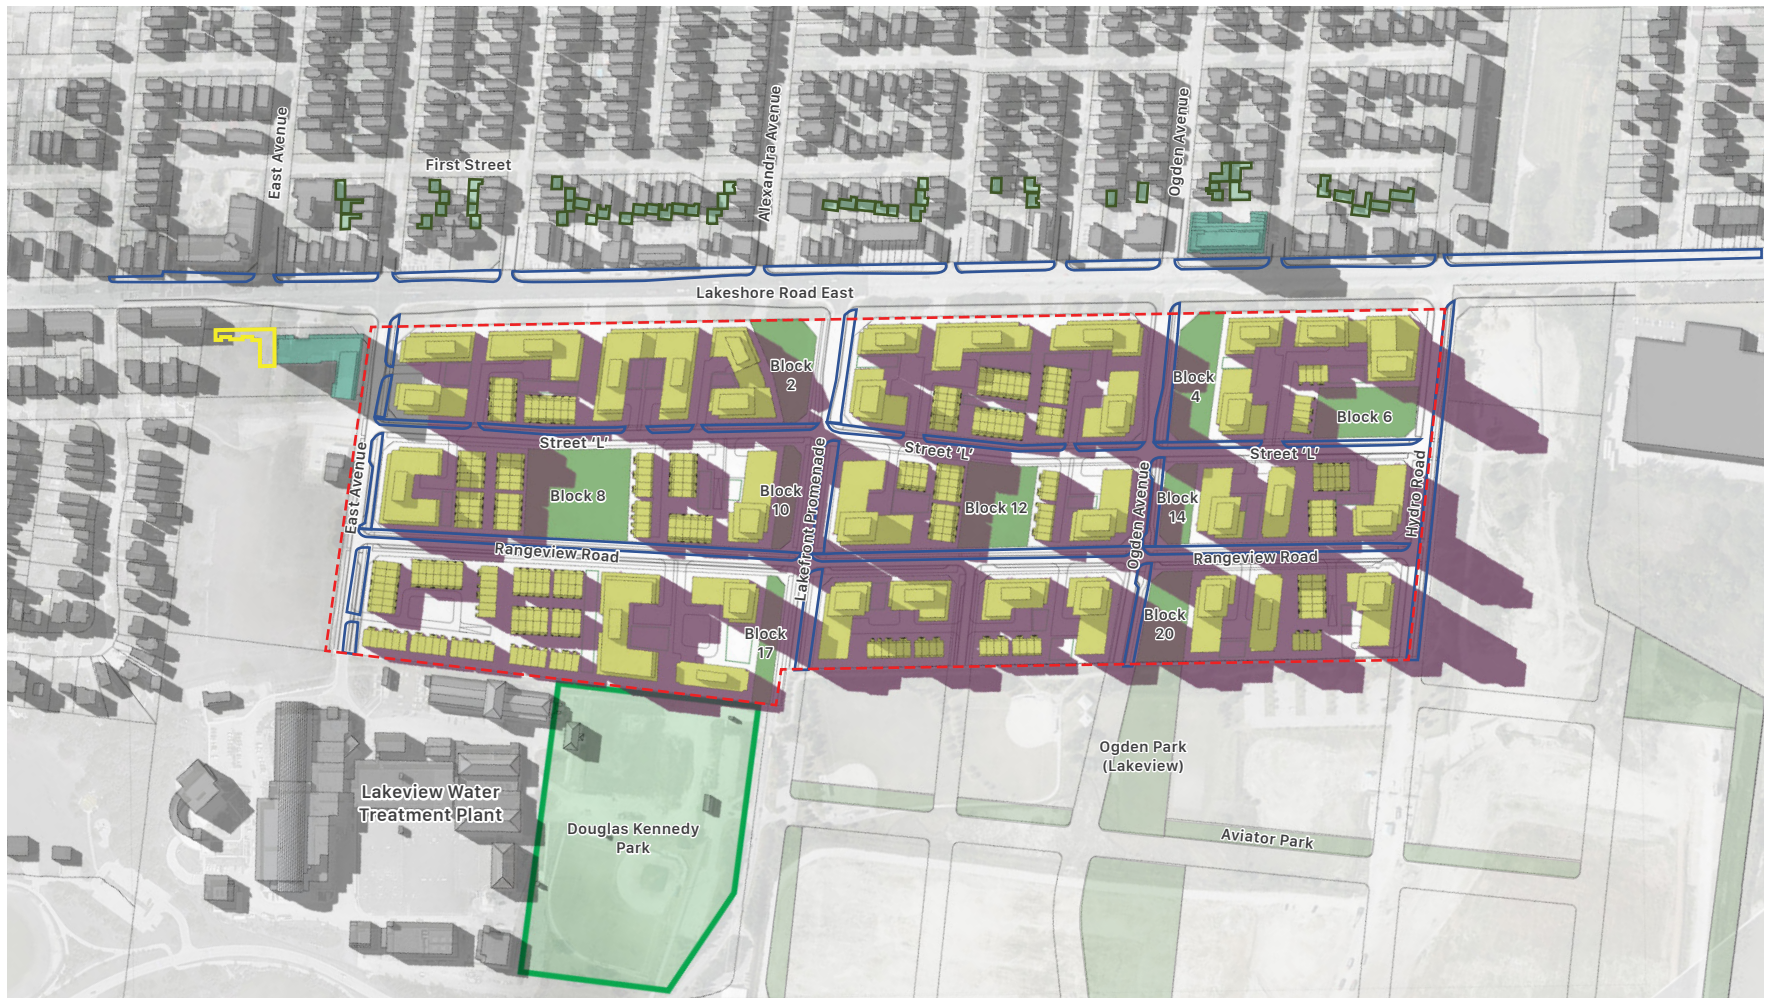 East Avenue
First Street
Alexandra Avenue
Ogden Avenue
Lakeshore Road East
Block
2
Block
4
Block 6
Street 'L'
Street 'L'
Street 'L'
East Avenue
Block 8
Block
10
Lakefront Promenade
Block 12
Ogden Avenue
Block
14
Hydro Road
Rangeview Road
Rangeview Road
Block
17
Block
20
Ogden Park
(Lakeview)
Lakeview Water
Treatment Plant
Douglas Kennedy
Park
Aviator Park